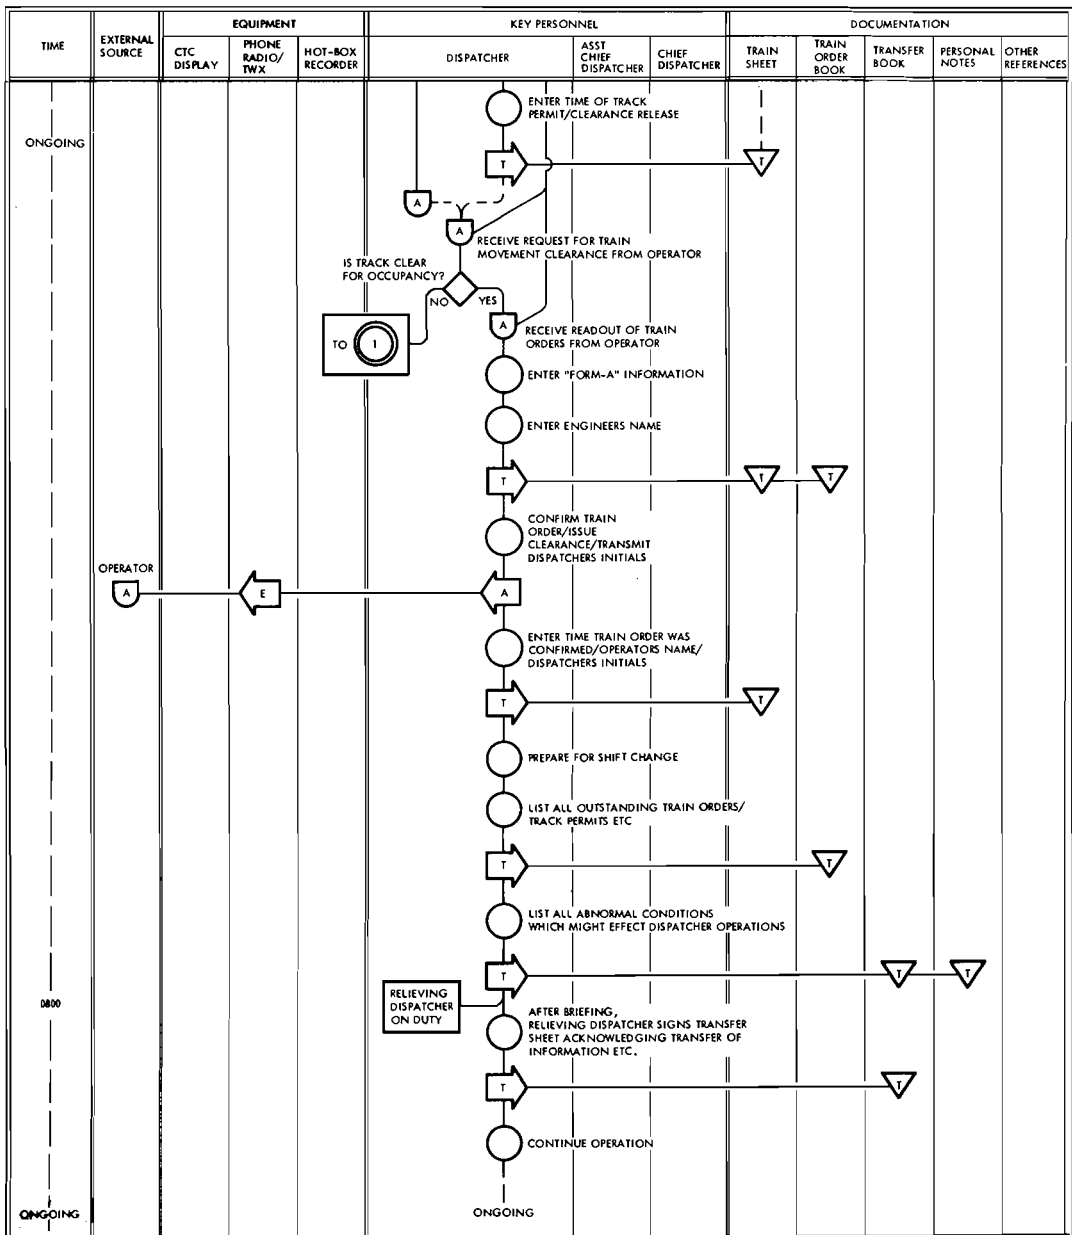 TIME
EXTERNAL
SOURCE
EQUIPMENT
CTC
DISPLAY
PHONE
RADIO/
TWX
HOT-BOX
RECORDER
KEY PERSONNEL
DISPATCHER
ASST
CHIEF
DISPATCHER
CHIEF
DISPATCHER
DOCUMENTATION
TRAIN
SHEET
TRAIN
ORDER
BOOK
TRANSFER
BOOK
PERSONAL
NOTES
OTHER
REFERENCES
ENTER TIME OF TRACK
PERMIT/CLEARANCE RELEASE
ONGOING
T
T
A
A
RECEIVE REQUEST FOR TRAIN
MOVEMENT CLEARANCE FROM OPERATOR
IS TRACK CLEAR
FOR OCCUPANCY?
NO
YES
TO
1
A
RECEIVE READOUT OF TRAIN
ORDERS FROM OPERATOR
ENTER "FORM-A" INFORMATION
ENTER ENGINEERS NAME
T
T
T
CONFIRM TRAIN
ORDER/ISSUE
CLEARANCE/TRANSMIT
DISPATCHERS INITIALS
OPERATOR
A
E
A
ENTER TIME TRAIN ORDER WAS
CONFIRMED/OPERATORS NAME/
DISPATCHERS INITIALS
T
T
PREPARE FOR SHIFT CHANGE
LIST ALL OUTSTANDING TRAIN ORDERS/
TRACK PERMITS ETC
T
T
LIST ALL ABNORMAL CONDITIONS
WHICH MIGHT EFFECT DISPATCHER OPERATIONS
T
T
T
0800
RELIEVING
DISPATCHER
ON DUTY
AFTER BRIEFING,
RELIEVING DISPATCHER SIGNS TRANSFER
SHEET ACKNOWLEDGING TRANSFER OF
INFORMATION ETC.
T
T
CONTINUE OPERATION
ONGOING
ONGOING